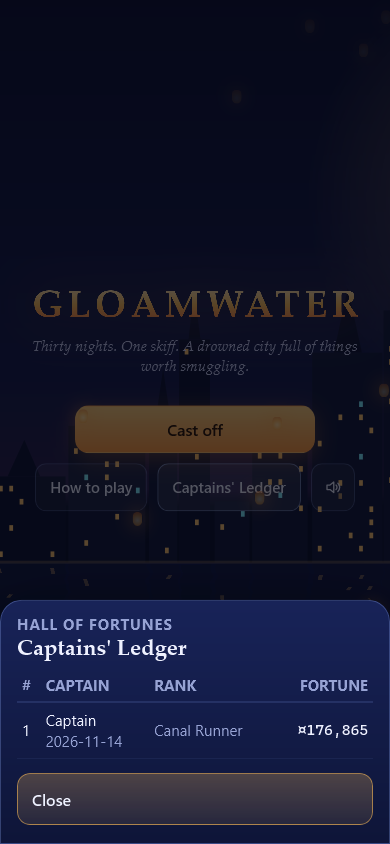 GLOAMWATER
Thirty nights. One skiff. A drowned city full of things
worth smuggling.
Cast off
How to play
Captains' Ledger
HALL OF FORTUNES
Captains' Ledger
# CAPTAIN RANK FORTUNE
1 Captain 2026-11-14 Canal Runner ¤176,865
Close